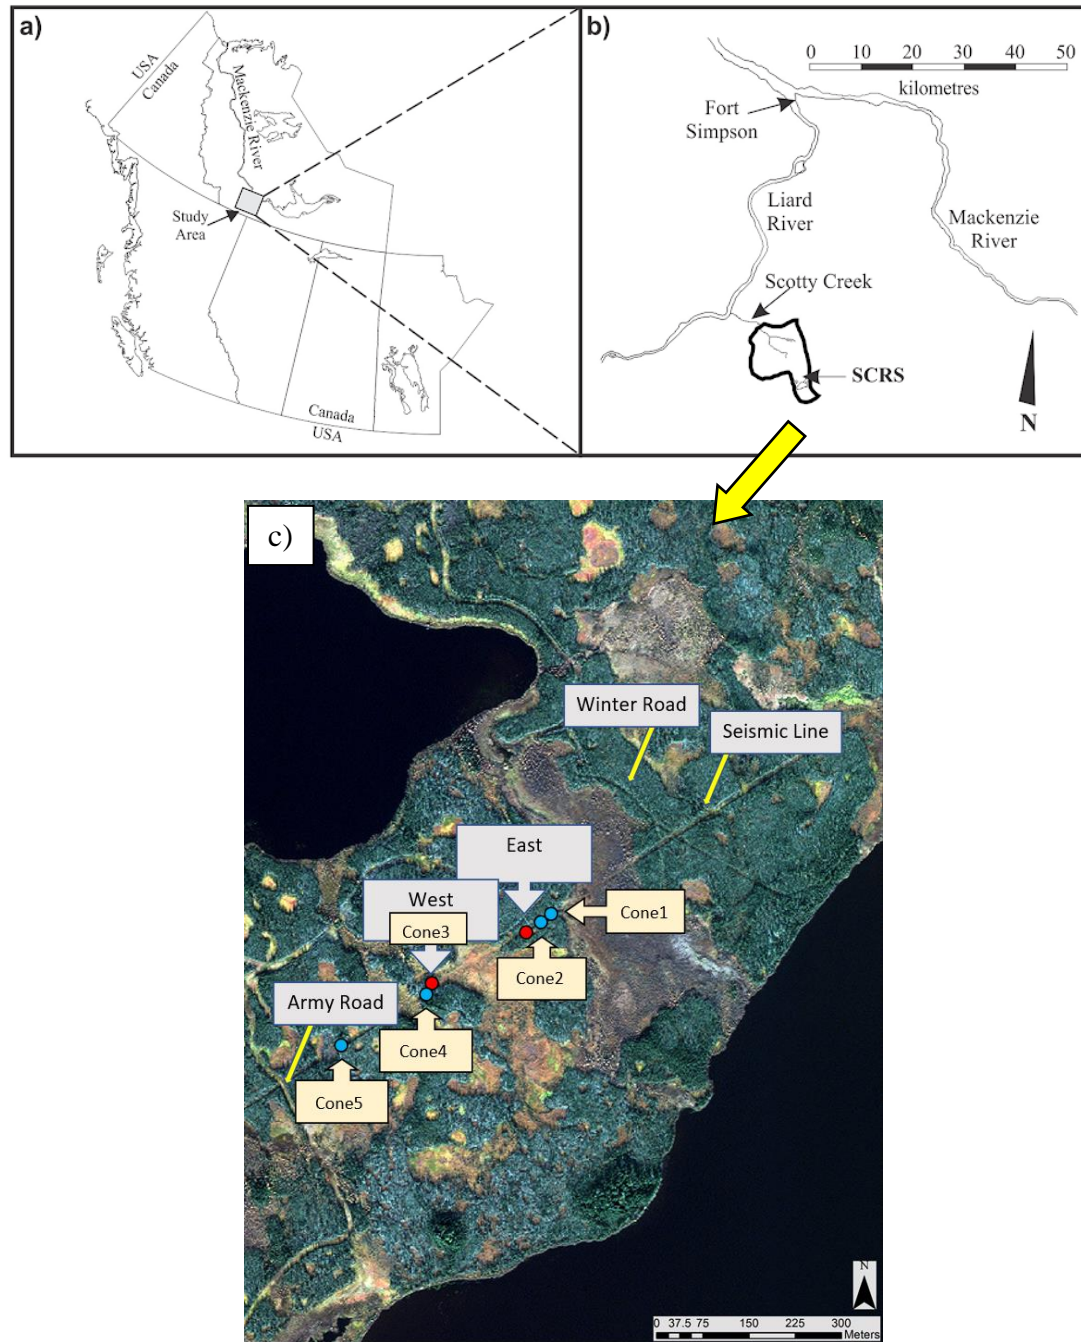 a)
USA
Canada
Mackenzie River
Study
Area
Canada
USA
b)
0 10 20 30 40 50
kilometres
Fort
Simpson
Liard
River
Mackenzie
River
Scotty Creek
SCRS
N
c)
Winter Road
Seismic Line
East
West
Cone3
Cone1
Cone2
Army Road
Cone4
Cone5
N
0 37.5 75 150 225 300
Meters